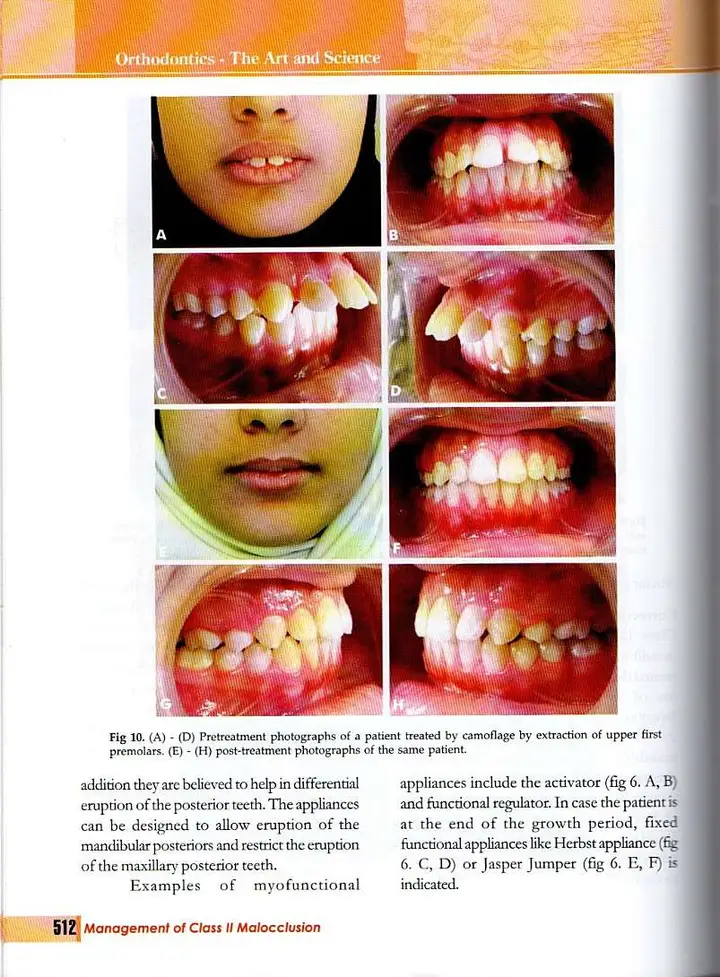 Orthodontics - The Art and Science
A
B
C
D
E
F
G
H
Fig 10. (A) - (D) Pretreatment photographs of a patient treated by camoflage by extraction of upper first
premolars. (E) - (H) post-treatment photographs of the same patient.
addition they are believed to help in differential
eruption of the posterior teeth. The appliances
can be designed to allow eruption of the
mandibular posteriors and restrict the eruption
of the maxillary posterior teeth.
Examples of myofunctional
appliances include the activator (fig 6. A, B)
and functional regulator. In case the patient is
at the end of the growth period, fixed
functional appliances like Herbst appliance (fig
6. C, D) or Jasper Jumper (fig 6. E, F) is
indicated.
512 Management of Class II Malocclusion